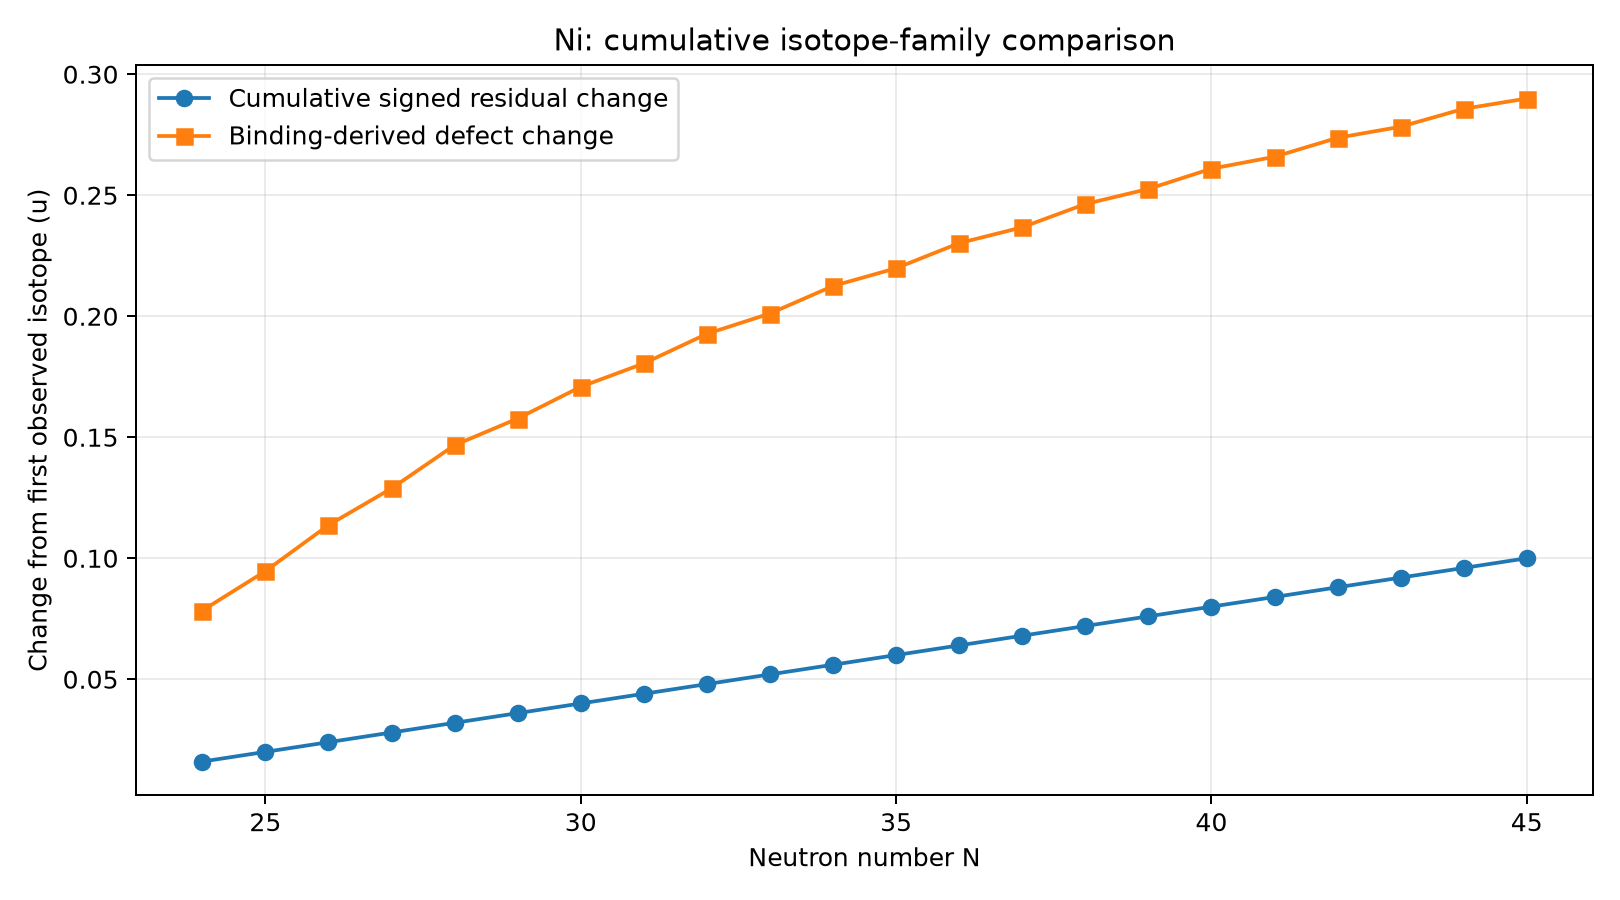 Ni: cumulative isotope-family comparison
Cumulative signed residual change
Binding-derived defect change
Change from first observed isotope (u)
0.30
0.25
0.20
0.15
0.10
0.05
25 30 35 40 45
Neutron number N